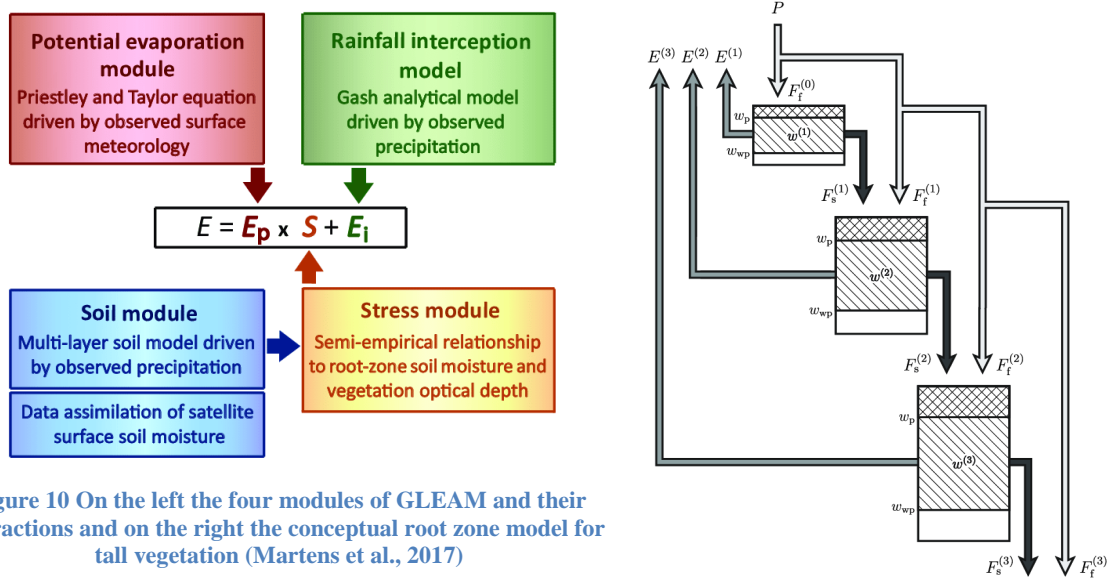 Potential evaporation
module
Priestley and Taylor equation
driven by observed surface
meteorology
Rainfall interception
model
Gash analytical model
driven by observed
precipitation
E = Ep x S + Ei
Soil module
Multi-layer soil model driven
by observed precipitation
Data assimilation of satellite
surface soil moisture
Stress module
Semi-empirical relationship
to root-zone soil moisture and
vegetation optical depth
gure 10 On the left the four modules of GLEAM and their
ractions and on the right the conceptual root zone model for
tall vegetation (Martens et al., 2017)
P
E(3) E(2) E(1)
Ff(0)
wp
w(1)
wwp
Fs(1) Ff(1)
wp
w(2)
wwp
Fs(2) Ff(2)
wp
w(3)
wwp
Fs(3) Ff(3)